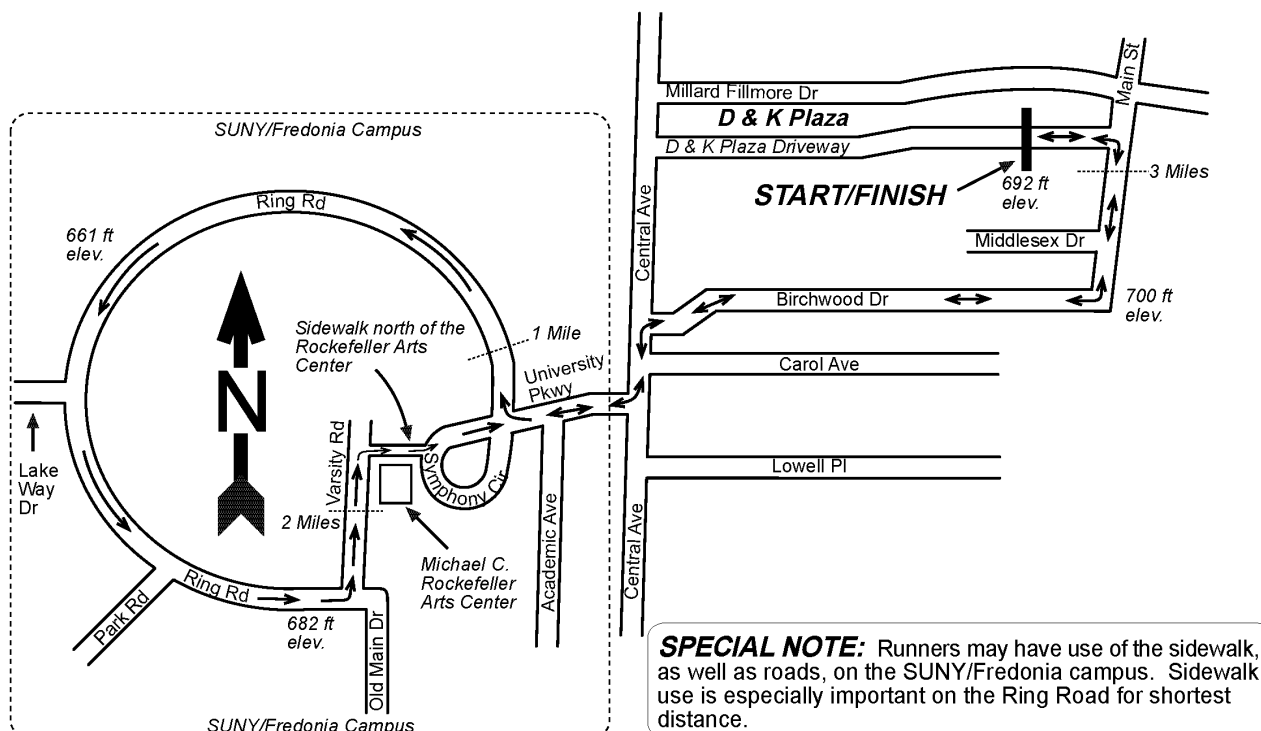 Main St
Millard Fillmore Dr
D & K Plaza
D & K Plaza Driveway
SUNY/Fredonia Campus
START/FINISH
692 ft
elev.
3 Miles
Central Ave
Ring Rd
661 ft
elev.
Middlesex Dr
Birchwood Dr
700 ft
elev.
Sidewalk north of the
Rockefeller Arts
Center
1 Mile
University
Pkwy
Carol Ave
N
Lake
Way
Dr
Varsity Rd
Symphony Cir
Lowell Pl
2 Miles
Michael C.
Rockefeller
Arts Center
Academic Ave
Central Ave
Ring Rd
Park Rd
682 ft
elev.
Old Main Dr
SUNY/Fredonia Campus
SPECIAL NOTE: Runners may have use of the sidewalk,
as well as roads, on the SUNY/Fredonia campus. Sidewalk
use is especially important on the Ring Road for shortest
distance.